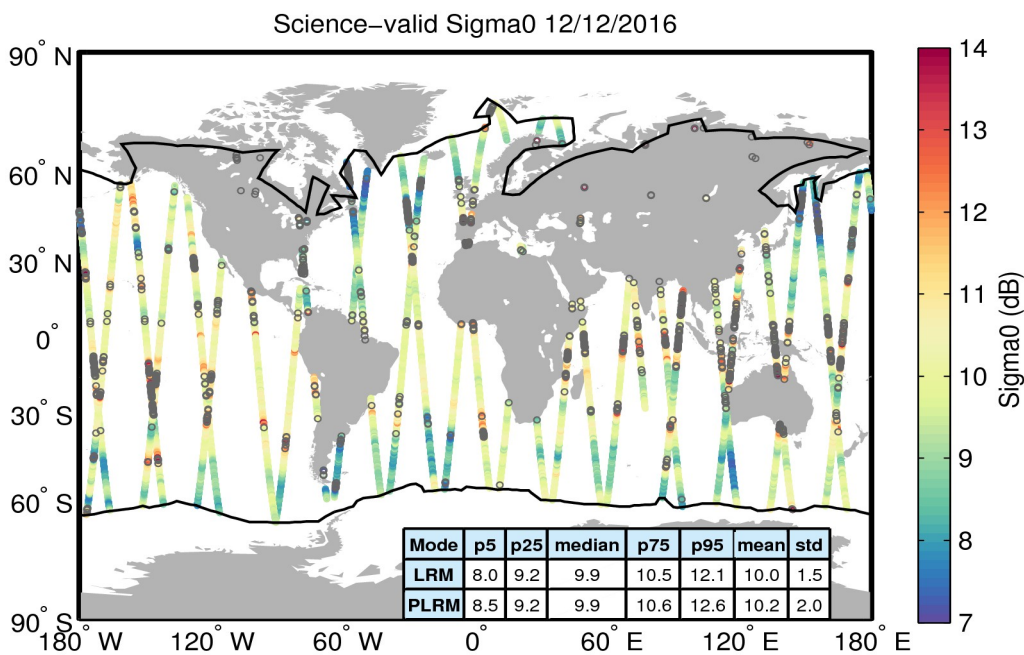 Science−valid Sigma0 12/12/2016
90° N
60° N
30° N
0°
30° S
60° S
90° S
180° W
120° W
60° W
0°
60° E
120° E
180° E
Mode p5 p25 median p75 p95 mean std
LRM 8.0 9.2 9.9 10.5 12.1 10.0 1.5
PLRM 8.5 9.2 9.9 10.6 12.6 10.2 2.0
14
13
12
11
10
9
8
7
Sigma0 (dB)